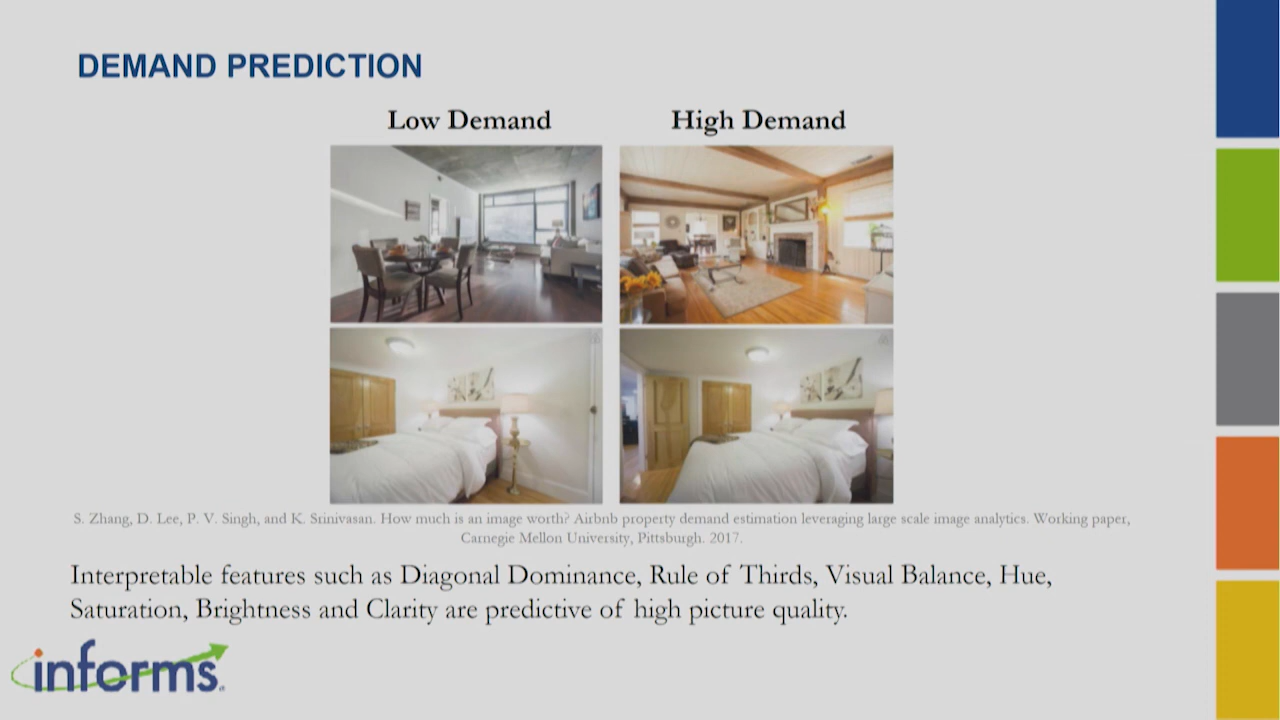 DEMAND PREDICTION
Low Demand
High Demand
S. Zhang, D. Lee, P. V. Singh, and K. Srinivasan. How much is an image worth? Airbnb property demand estimation leveraging large scale image analytics. Working paper,
Carnegie Mellon University, Pittsburgh. 2017.
Interpretable features such as Diagonal Dominance, Rule of Thirds, Visual Balance, Hue,
Saturation, Brightness and Clarity are predictive of high picture quality.
informs